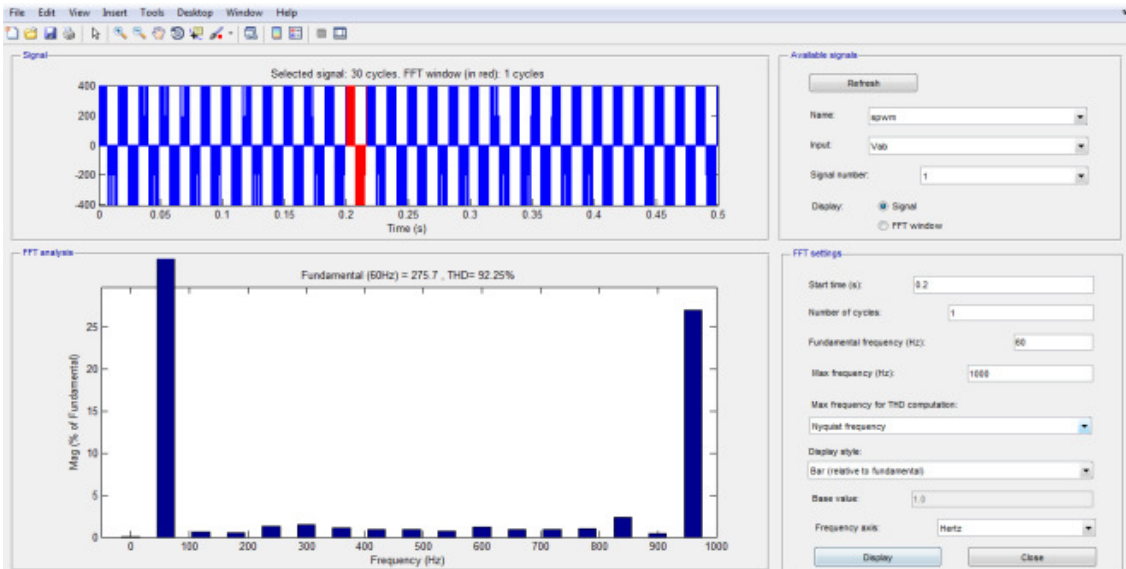 File Edit View Insert Tools Desktop Window Help
Signal
Selected signal: 30 cycles. FFT window (in red): 1 cycles
400
200
0
-200
-400
0 0.05 0.1 0.15 0.2 0.25 0.3 0.35 0.4 0.45 0.5
Time (s)
Available signals
Refresh
Name: spwm
Input: Vab
Signal number: 1
Display: Signal
FFT window
FFT analysis
Fundamental (60Hz) = 275.7 , THD= 92.25%
25
20
15
10
5
0
Mag (% of Fundamental)
0 100 200 300 400 500 600 700 800 900 1000
Frequency (Hz)
FFT settings
Start time (s): 0.2
Number of cycles: 1
Fundamental frequency (Hz): 60
Max frequency (Hz): 1000
Max frequency for THD computation:
Nyquist frequency
Display style:
Bar (relative to fundamental)
Base value: 1.0
Frequency axis: Hertz
Display Close